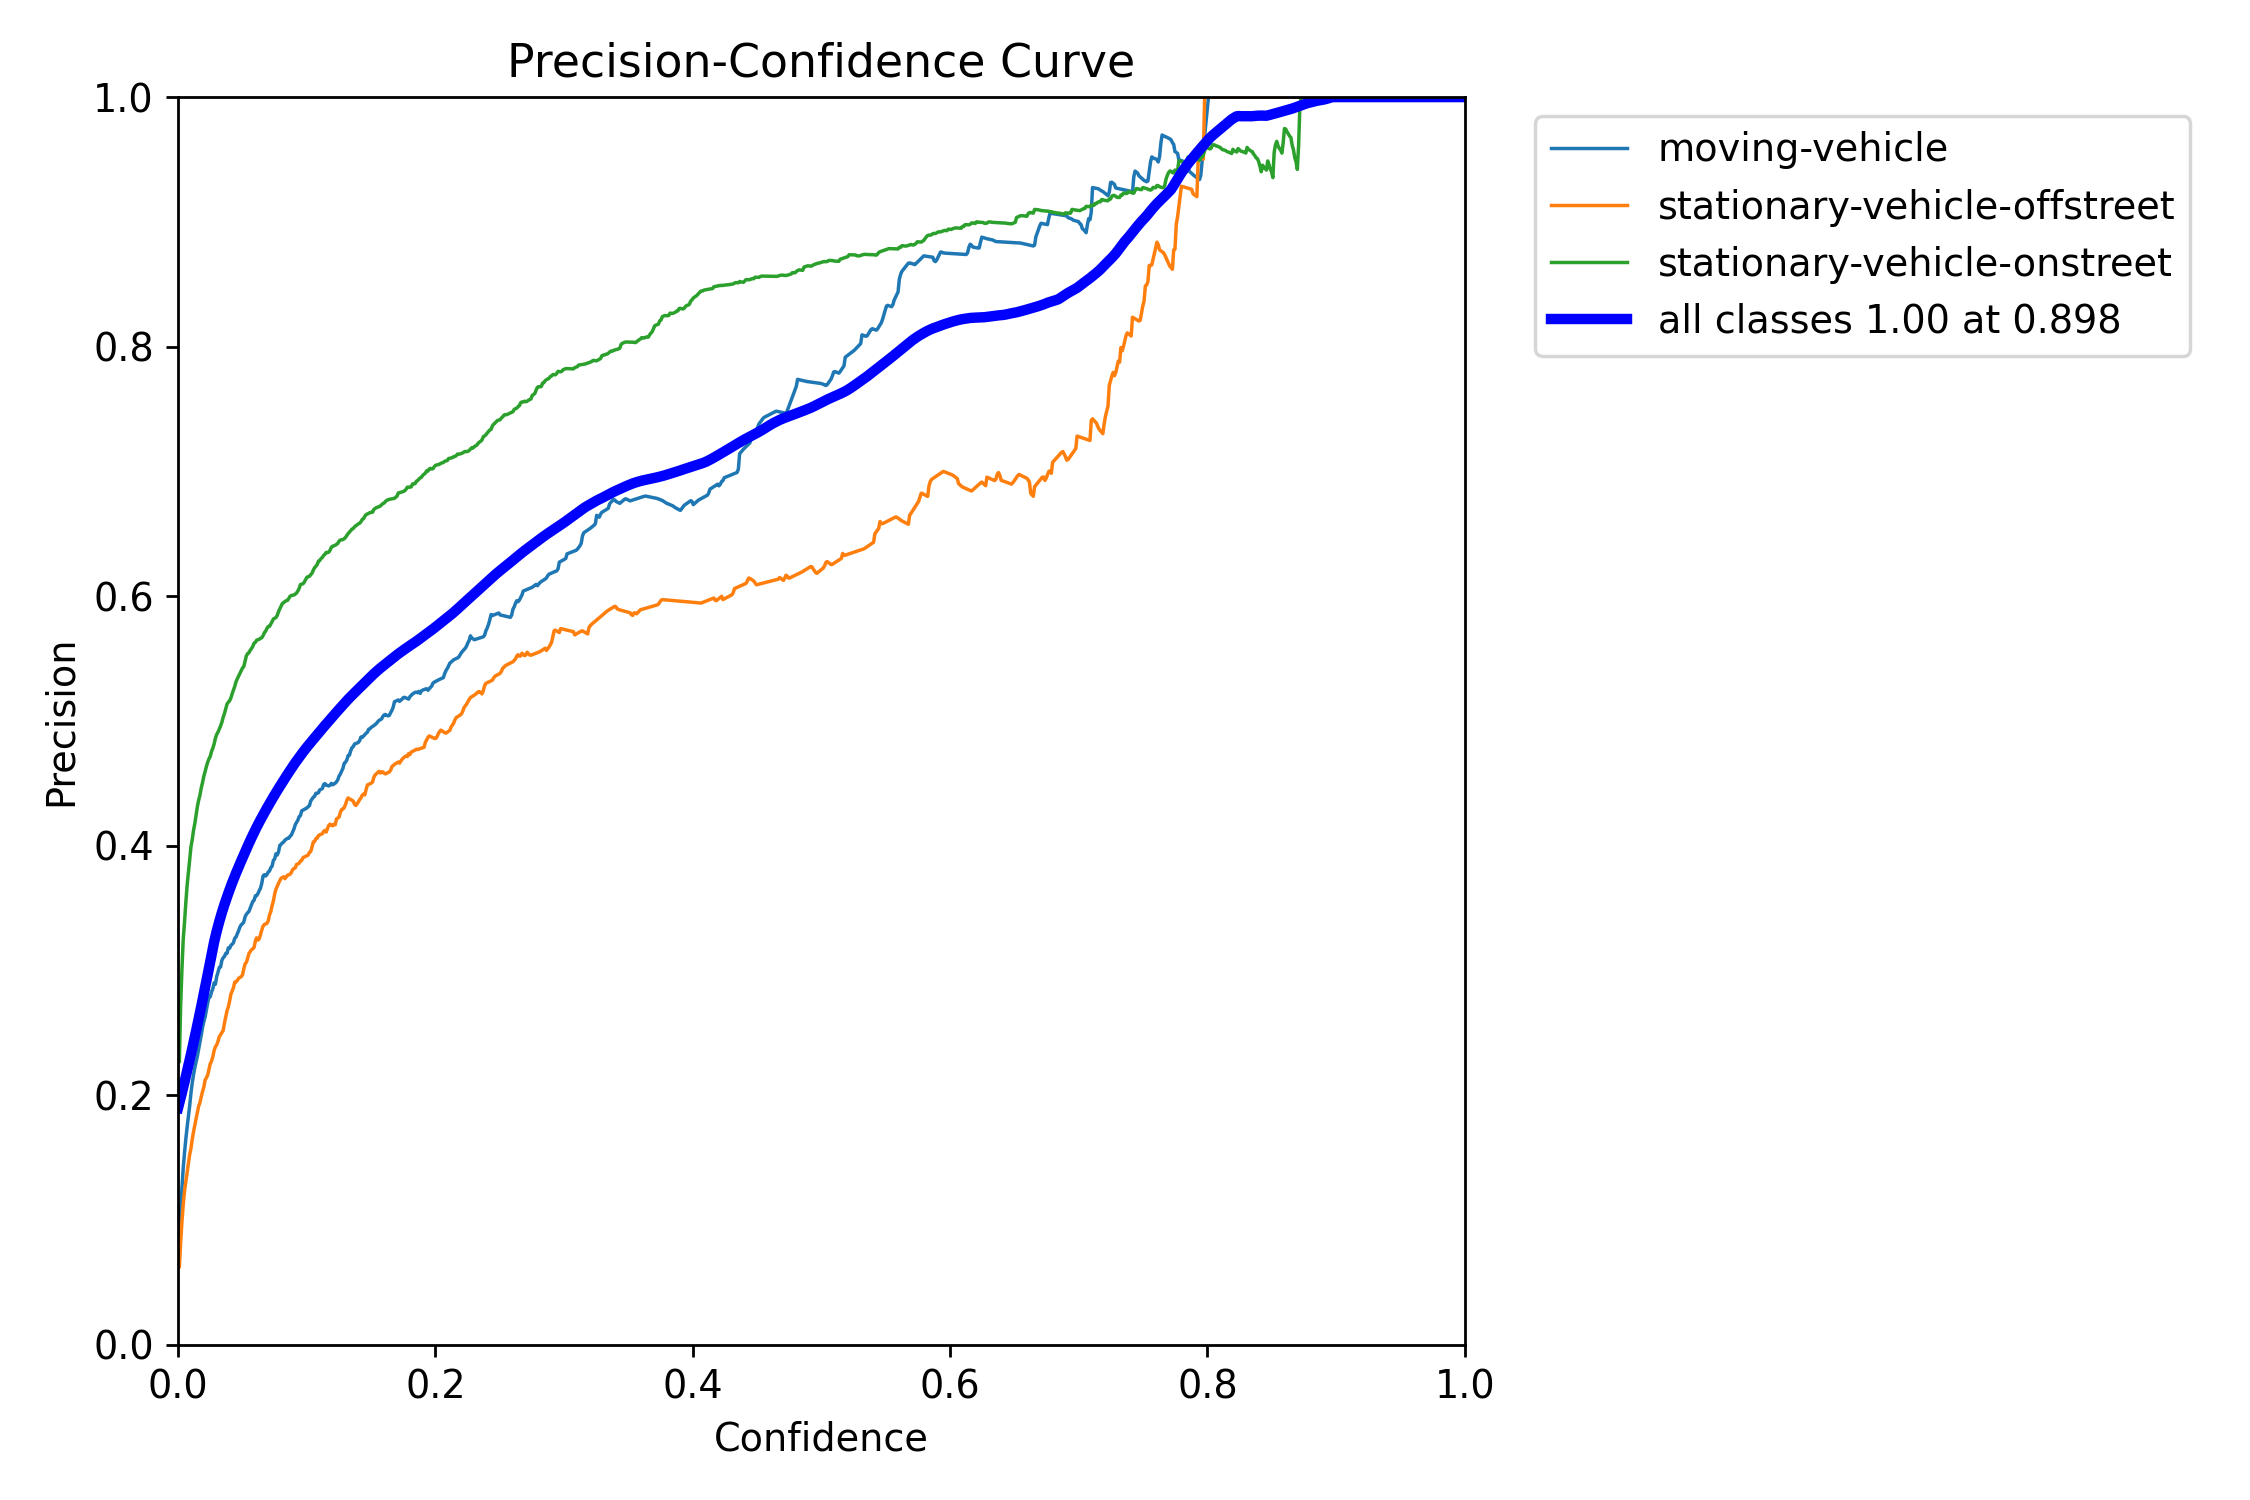 Precision-Confidence Curve
1.0
0.8
0.6
0.4
0.2
0.0
Precision
0.0 0.2 0.4 0.6 0.8 1.0
Confidence
moving-vehicle
stationary-vehicle-offstreet
stationary-vehicle-onstreet
all classes 1.00 at 0.898